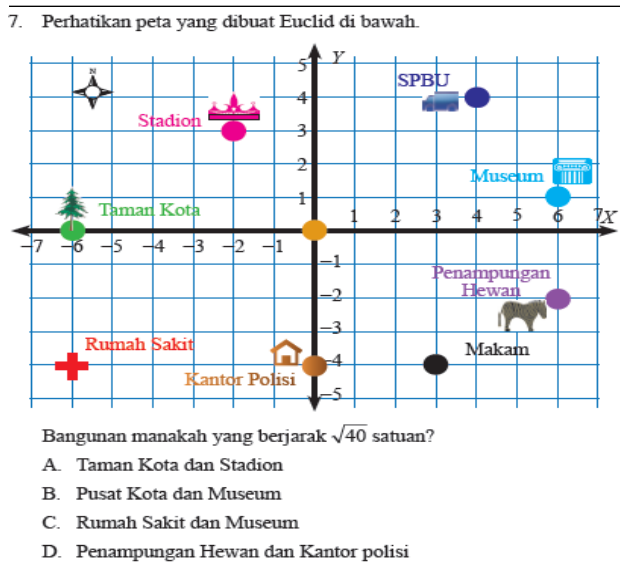 7. Perhatikan peta yang dibuat Euclid di bawah.
Y
5
N
SPBU
4
Stadion
3
2
Museum
1
Taman Kota
1 2 3 4 5 6 7 X
−7 −6 −5 −4 −3 −2 −1
−1
Penampungan
Hewan
−2
−3
Rumah Sakit
Makam
−4
Kantor Polisi
−5
Bangunan manakah yang berjarak √40 satuan?
A. Taman Kota dan Stadion
B. Pusat Kota dan Museum
C. Rumah Sakit dan Museum
D. Penampungan Hewan dan Kantor polisi